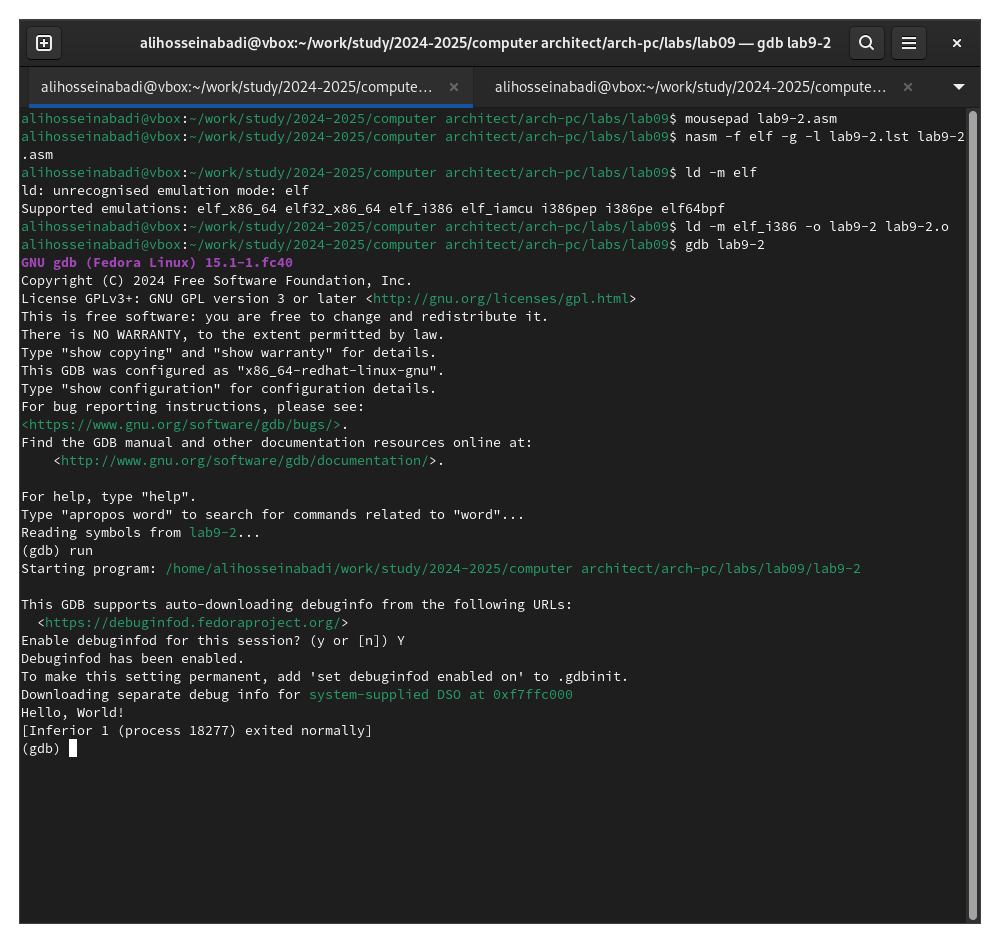 alihosseinabadi@vbox:~/work/study/2024-2025/computer architect/arch-pc/labs/lab09 — gdb lab9-2
alihosseinabadi@vbox:~/work/study/2024-2025/compute… alihosseinabadi@vbox:~/work/study/2024-2025/compute…
alihosseinabadi@vbox:~/work/study/2024-2025/computer architect/arch-pc/labs/lab09$ mousepad lab9-2.asm
alihosseinabadi@vbox:~/work/study/2024-2025/computer architect/arch-pc/labs/lab09$ nasm -f elf -g -l lab9-2.lst lab9-2
.asm
alihosseinabadi@vbox:~/work/study/2024-2025/computer architect/arch-pc/labs/lab09$ ld -m elf
ld: unrecognised emulation mode: elf
Supported emulations: elf_x86_64 elf32_x86_64 elf_i386 elf_iamcu i386pep i386pe elf64bpf
alihosseinabadi@vbox:~/work/study/2024-2025/computer architect/arch-pc/labs/lab09$ ld -m elf_i386 -o lab9-2 lab9-2.o
alihosseinabadi@vbox:~/work/study/2024-2025/computer architect/arch-pc/labs/lab09$ gdb lab9-2
GNU gdb (Fedora Linux) 15.1-1.fc40
Copyright (C) 2024 Free Software Foundation, Inc.
License GPLv3+: GNU GPL version 3 or later <http://gnu.org/licenses/gpl.html>
This is free software: you are free to change and redistribute it.
There is NO WARRANTY, to the extent permitted by law.
Type "show copying" and "show warranty" for details.
This GDB was configured as "x86_64-redhat-linux-gnu".
Type "show configuration" for configuration details.
For bug reporting instructions, please see:
<https://www.gnu.org/software/gdb/bugs/>.
Find the GDB manual and other documentation resources online at:
    <http://www.gnu.org/software/gdb/documentation/>.

For help, type "help".
Type "apropos word" to search for commands related to "word"...
Reading symbols from lab9-2...
(gdb) run
Starting program: /home/alihosseinabadi/work/study/2024-2025/computer architect/arch-pc/labs/lab09/lab9-2

This GDB supports auto-downloading debuginfo from the following URLs:
  <https://debuginfod.fedoraproject.org/>
Enable debuginfod for this session? (y or [n]) Y
Debuginfod has been enabled.
To make this setting permanent, add 'set debuginfod enabled on' to .gdbinit.
Downloading separate debug info for system-supplied DSO at 0xf7ffc000
Hello, World!
[Inferior 1 (process 18277) exited normally]
(gdb)